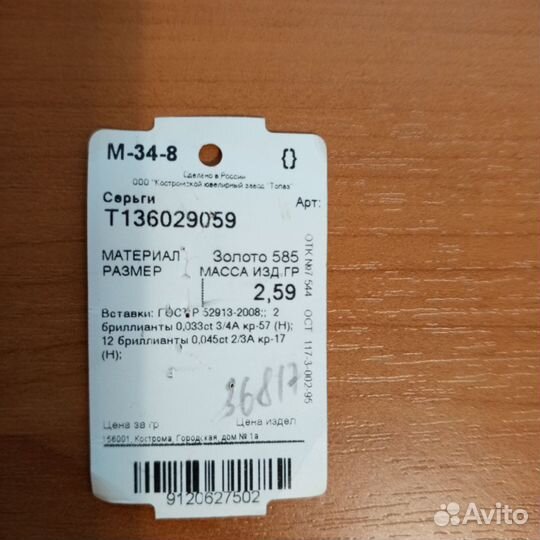 М-34-8 {}
Сделано в России
ООО "Костромской ювелирный завод "Топаз"
Серьги Арт:
Т136029059
МАТЕРИАЛ Золото 585
РАЗМЕР МАССА ИЗД.ГР
2,59
Вставки: ГОСТ Р 52913-2008;; 2
бриллианты 0,033ct 3/4А кр-57 (Н);
12 бриллианты 0,045ct 2/3А кр-17
(Н);
36817
Цена за гр Цена издел
156001, Кострома, Городская, дом № 1а
9120627502
ОТК №7 544 ОСТ 117-3-002-95
Avito